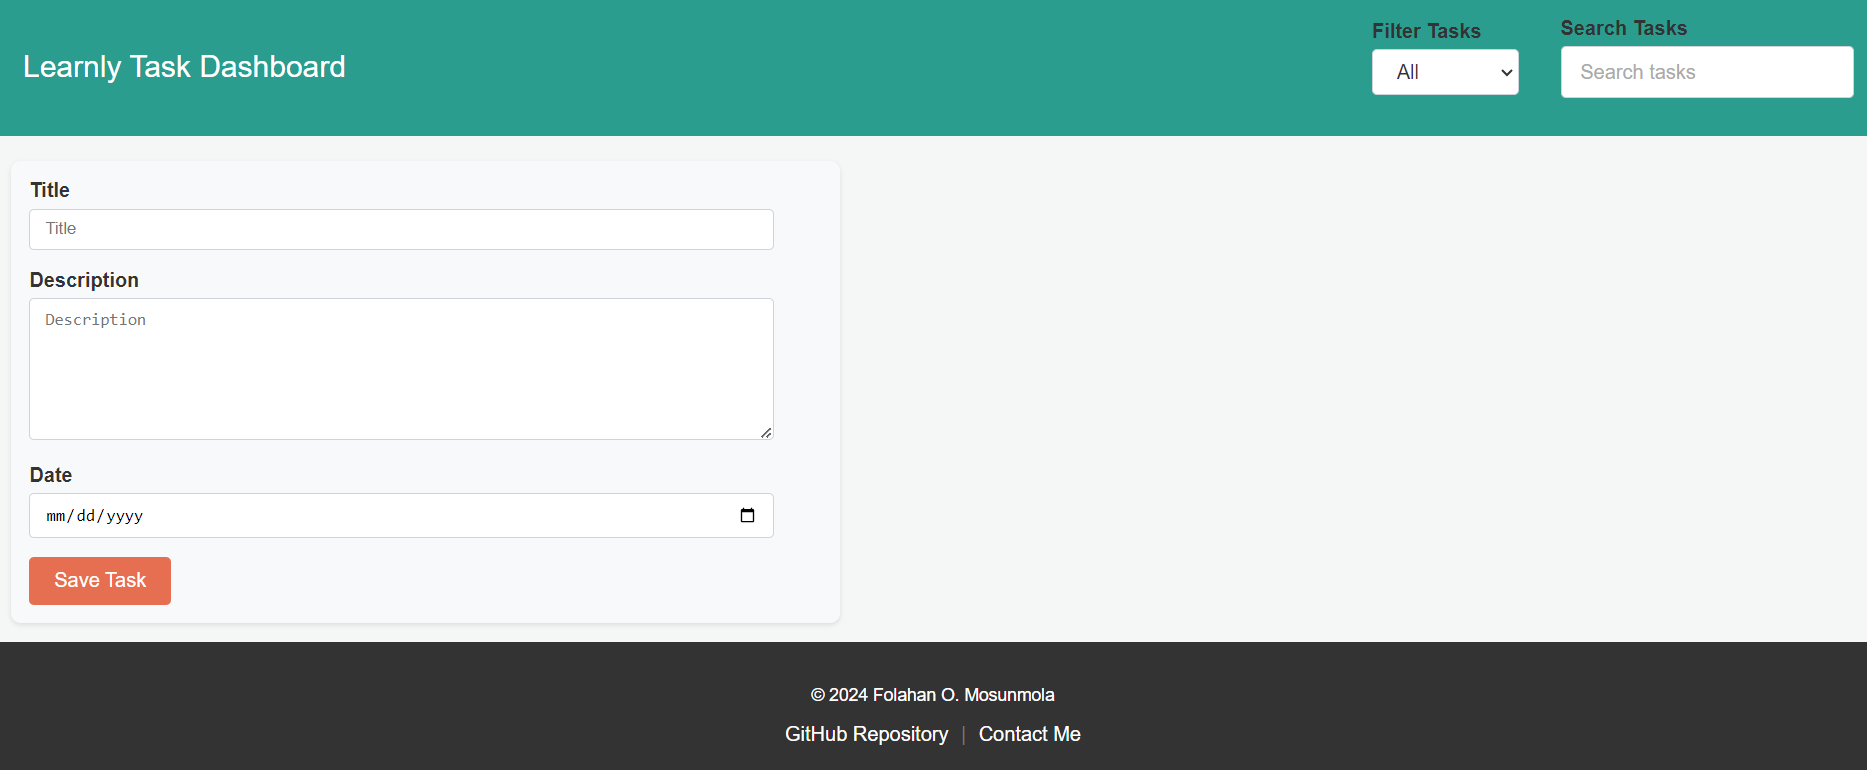 Learnly Task Dashboard
Filter Tasks
All
Search Tasks
Search tasks
Title
Title
Description
Description
Date
mm/dd/yyyy
Save Task
© 2024 Folahan O. Mosunmola
GitHub Repository | Contact Me